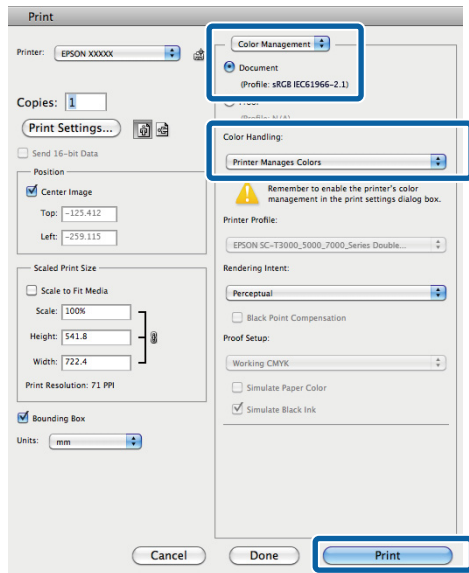 Print
Printer: EPSON XXXXX
Copies: 1
Print Settings...
Send 16-bit Data
Position
Center Image
Top: -125.412
Left: -259.115
Scaled Print Size
Scale to Fit Media
Scale: 100%
Height: 541.8
Width: 722.4
Print Resolution: 71 PPI
Bounding Box
Units: mm
Color Management
Document
(Profile: sRGB IEC61966-2.1)
Proof
(Profile: N/A)
Color Handling:
Printer Manages Colors
Remember to enable the printer's color
management in the print settings dialog box.
Printer Profile:
EPSON SC-T3000_5000_7000_Series Double...
Rendering Intent:
Perceptual
Black Point Compensation
Proof Setup:
Working CMYK
Simulate Paper Color
Simulate Black Ink
Cancel
Done
Print